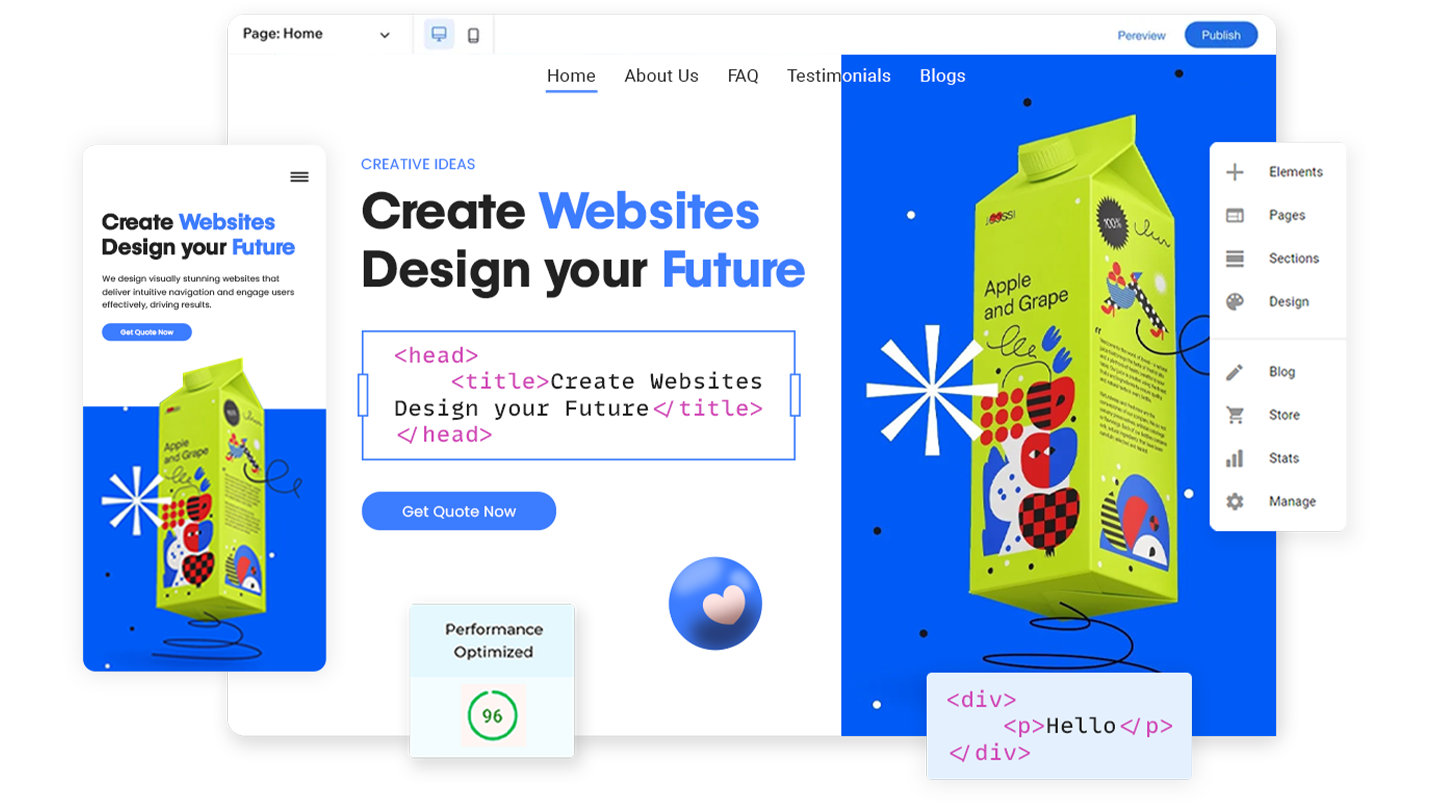 Page: Home
Pereview
Publish
Home
About Us
FAQ
Testimonials
Blogs
CREATIVE IDEAS
Create Websites
Design your Future
<head>
<title>Create Websites
Design your Future</title>
</head>
Get Quote Now
Performance
Optimized
96
Create Websites
Design your Future
We design visually stunning websites that
deliver intuitive navigation and engage users
effectively, driving results.
Get Quote Now
Apple
and Grape
100%
Apple
and Grape
Elements
Pages
Sections
Design
Blog
Store
Stats
Manage
<div>
<p>Hello</p>
</div>